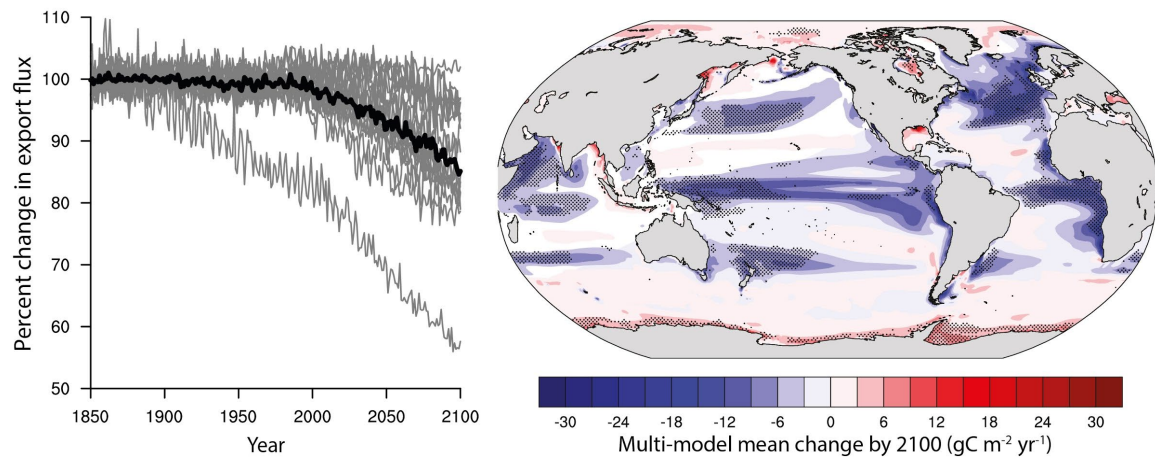 110
100
90
80
70
60
50
Percent change in export flux
1850 1900 1950 2000 2050 2100
Year
-30 -24 -18 -12 -6 0 6 12 18 24 30
Multi-model mean change by 2100 (gC m⁻² yr⁻¹)